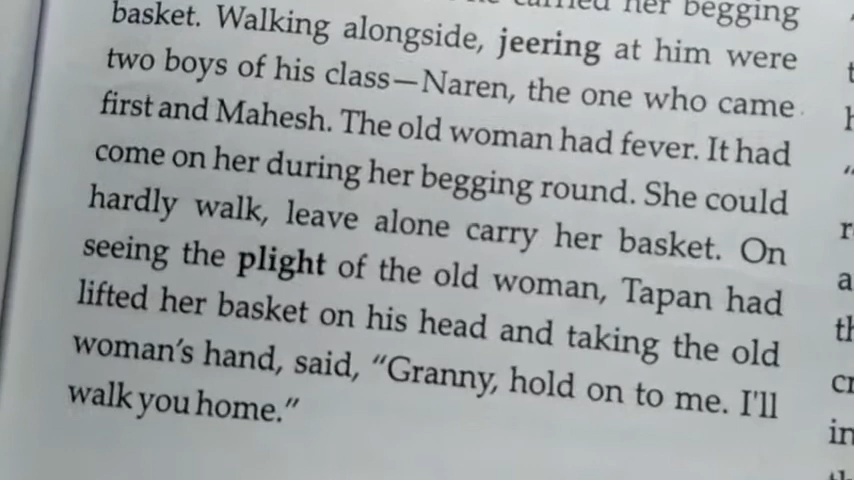 carried her begging
basket. Walking alongside, jeering at him were
two boys of his class—Naren, the one who came
first and Mahesh. The old woman had fever. It had
come on her during her begging round. She could
hardly walk, leave alone carry her basket. On
seeing the plight of the old woman, Tapan had
lifted her basket on his head and taking the old
woman's hand, said, "Granny, hold on to me. I'll
walk you home."